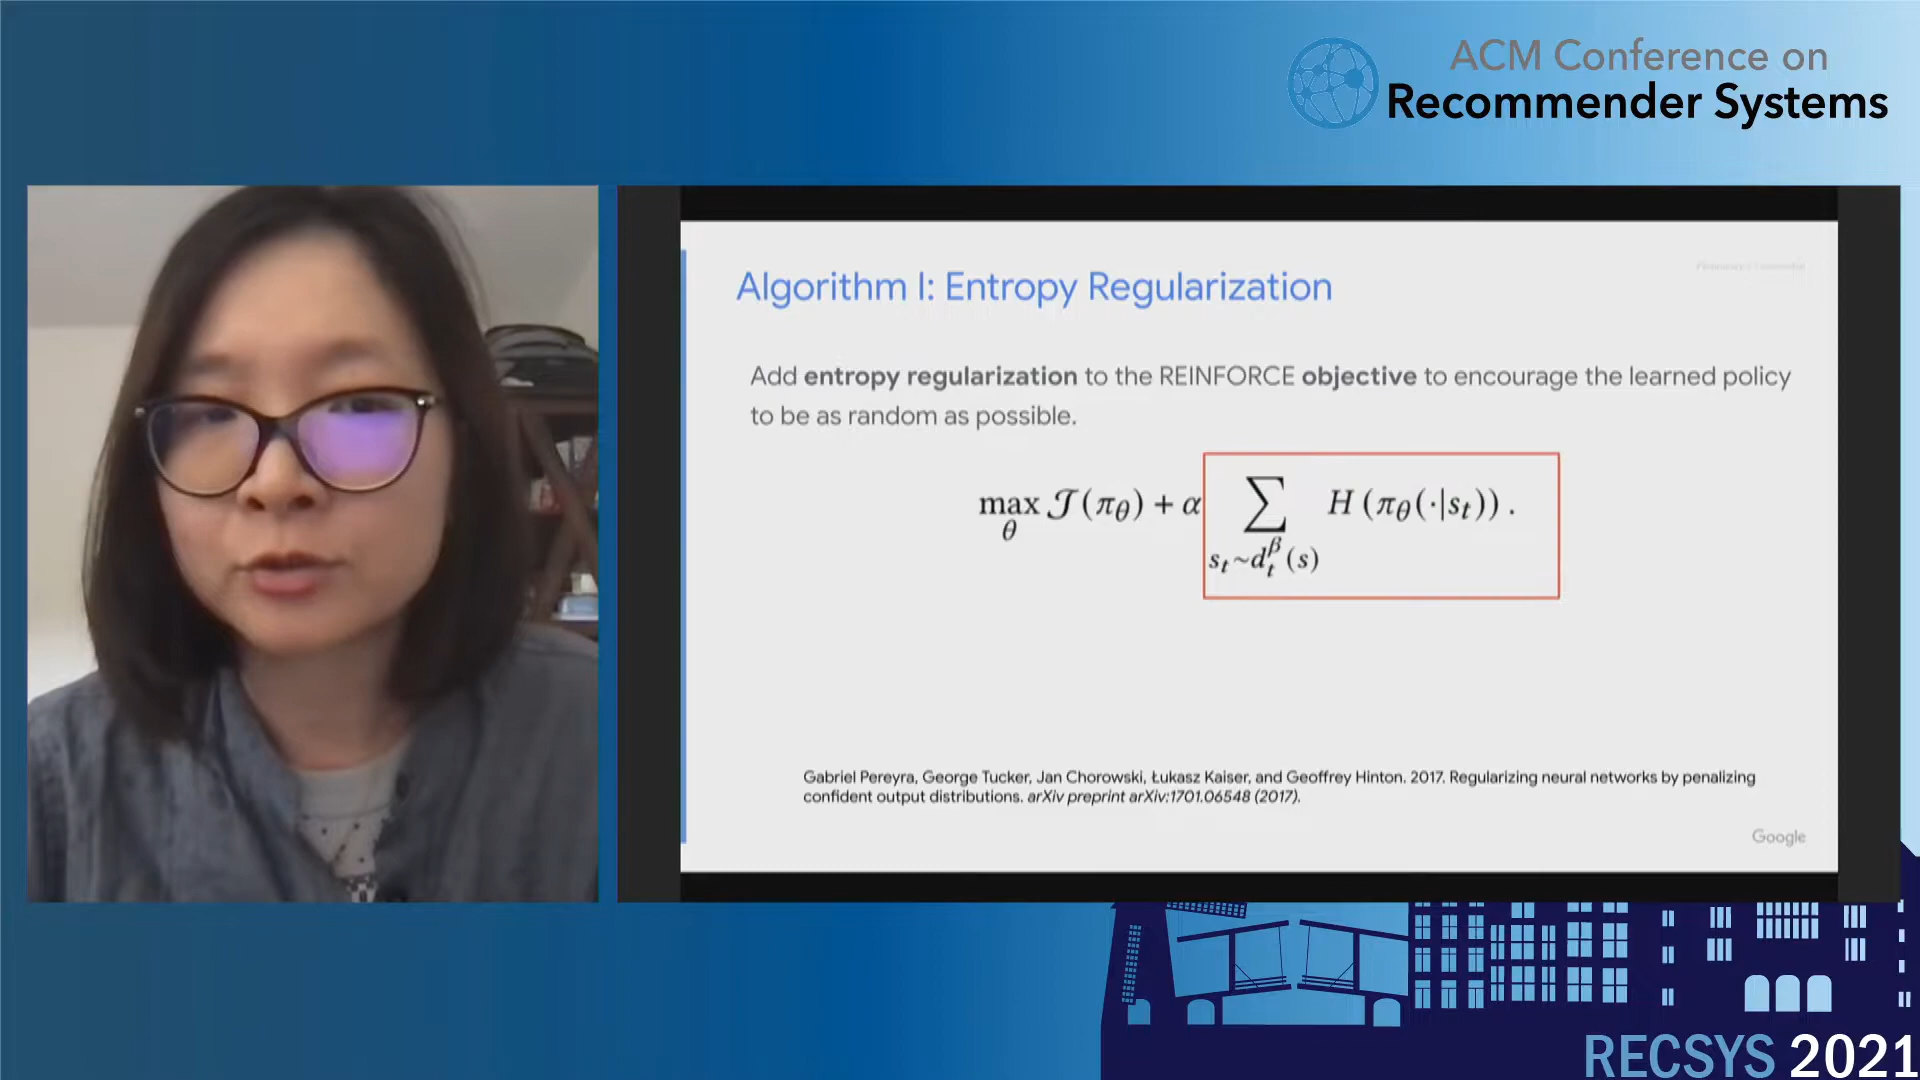 ACM Conference on
Recommender Systems
Algorithm I: Entropy Regularization
Add entropy regularization to the REINFORCE objective to encourage the learned policy
to be as random as possible.
max_θ 𝒥(π_θ) + α ∑_{s_t~d_t^β(s)} H(π_θ(·|s_t)).
Gabriel Pereyra, George Tucker, Jan Chorowski, Łukasz Kaiser, and Geoffrey Hinton. 2017. Regularizing neural networks by penalizing
confident output distributions. arXiv preprint arXiv:1701.06548 (2017).
Google
RECSYS 2021